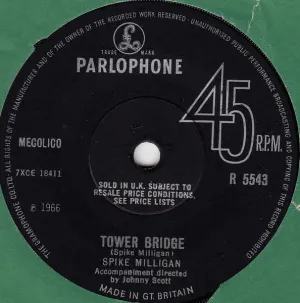 THE GRAMOPHONE CO. LTD. ALL RIGHTS OF THE MANUFACTURER AND OF THE OWNER OF THE RECORDED WORK RESERVED · UNAUTHORISED PUBLIC PERFORMANCE BROADCASTING AND COPYING OF THIS RECORD PROHIBITED
TRADE MARK
PARLOPHONE
45
R.P.M.
MECOLICO
7XCE 18411
℗ 1966
SOLD IN U.K. SUBJECT TO
RESALE PRICE CONDITIONS,
SEE PRICE LISTS
R 5543
TOWER BRIDGE
(Spike Milligan)
SPIKE MILLIGAN
Accompaniment directed
by Johnny Scott
MADE IN GT. BRITAIN